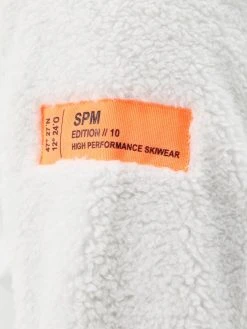 47° 27' N
12° 24' O
SPM
EDITION // 10
HIGH PERFORMANCE SKIWEAR